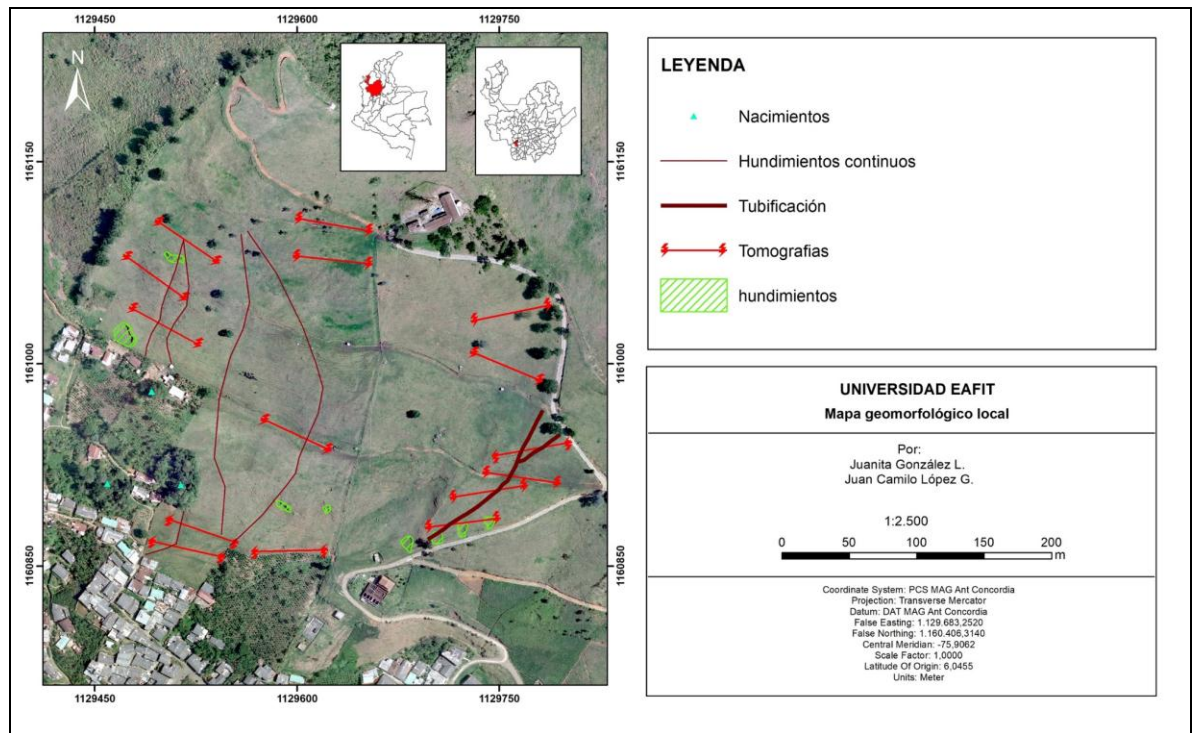 1129450
1129600
1129750
N
1161150
1161150
1161000
1161000
1160850
1160850
1129450
1129600
1129750
LEYENDA
Nacimientos
Hundimientos continuos
Tubificación
Tomografias
hundimientos
UNIVERSIDAD EAFIT
Mapa geomorfológico local
Por:
Juanita González L.
Juan Camilo López G.
1:2.500
0 50 100 150 200
m
Coordinate System: PCS MAG Ant Concordia
Projection: Transverse Mercator
Datum: DAT MAG Ant Concordia
False Easting: 1.129.683,2520
False Northing: 1.160.406,3140
Central Meridian: -75,9062
Scale Factor: 1,0000
Latitude Of Origin: 6,0455
Units: Meter